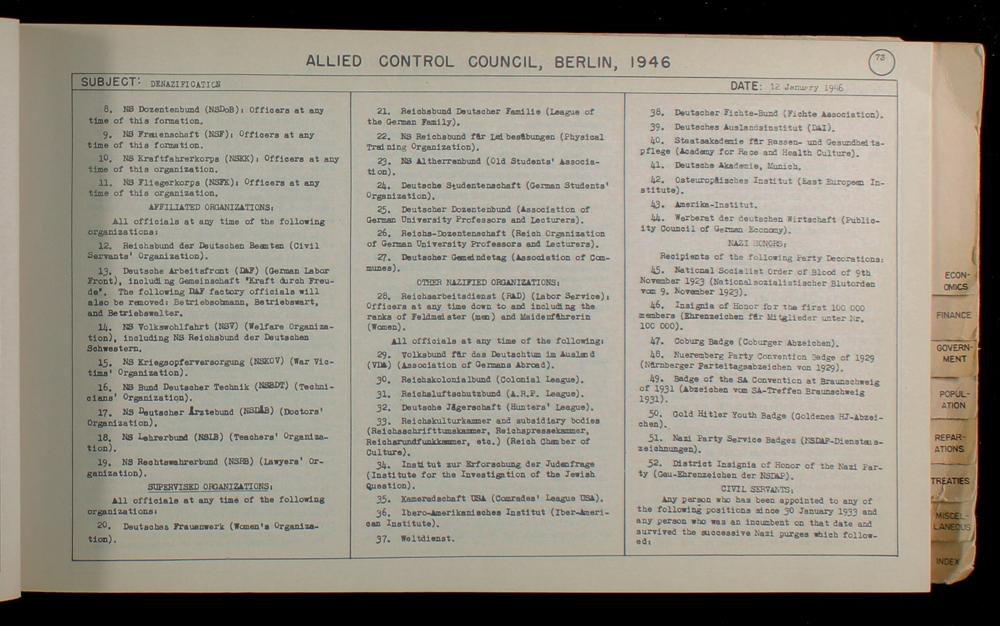 ALLIED CONTROL COUNCIL, BERLIN, 1946
73
SUBJECT: DENAZIFICATION
DATE: 12 January 1946
8. NS Dozentenbund (NSDoB): Officers at any
time of this formation.
9. NS Frauenschaft (NSF): Officers at any
time of this formation.
10. NS Kraftfahrerkorps (NSKK): Officers at any
time of this organization.
11. NS Fliegerkorps (NSFK): Officers at any
time of this organization.
AFFILIATED ORGANIZATIONS:
All officials at any time of the following
organizations:
12. Reichsbund der Deutschen Beamten (Civil
Servants' Organization).
13. Deutsche Arbeitsfront (DAF) (German Labor
Front), including Gemeinschaft "Kraft durch Freu-
de". The following DAF factory officials will
also be removed: Betriebsobmann, Betriebswart,
and Betriebswalter.
14. NS Volkswohlfahrt (NSV) (Welfare Organiza-
tion), including NS Reichsbund der Deutschen
Schwestern.
15. NS Kriegsopferversorgung (NSKOV) (War Vic-
tims' Organization).
16. NS Bund Deutscher Technik (NSBDT) (Techni-
cians' Organization).
17. NS Deutscher Ärztebund (NSDÄB) (Doctors'
Organization).
18. NS Lehrerbund (NSLB) (Teachers' Organiza-
tion).
19. NS Rechtswahrerbund (NSRB) (Lawyers' Or-
ganization).
SUPERVISED ORGANIZATIONS:
All officials at any time of the following
organizations:
20. Deutsches Frauenwerk (Women's Organiza-
tion).
21. Reichsbund Deutscher Familie (League of
the German Family).
22. NS Reichsbund für Leibesübungen (Physical
Training Organization).
23. NS Altherrenbund (Old Students' Associa-
tion).
24. Deutsche Studentenschaft (German Students'
Organization).
25. Deutscher Dozentenbund (Association of
German University Professors and Lecturers).
26. Reichs-Dozentenschaft (Reich Organization
of German University Professors and Lecturers).
27. Deutscher Gemeindetag (Association of Com-
munes).
OTHER NAZIFIED ORGANIZATIONS:
28. Reichsarbeitsdienst (RAD) (Labor Service):
Officers at any time down to and including the
ranks of Feldmeister (men) and Maidenführerin
(Women).
All officials at any time of the following:
29. Volksbund für das Deutschtum im Ausland
(VDA) (Association of Germans Abroad).
30. Reichskolonialbund (Colonial League).
31. Reichsluftschutzbund (A.R.P. League).
32. Deutsche Jägerschaft (Hunters' League).
33. Reichskulturkammer and subsidiary bodies
(Reichsschrifttumskammer, Reichspressekammer,
Reichsrundfunkkammer, etc.) (Reich Chamber of
Culture).
34. Institut zur Erforschung der Judenfrage
(Institute for the Investigation of the Jewish
Question).
35. Kameradschaft USA (Comrades' League USA).
36. Ibero-Amerikanisches Institut (Iber-Ameri-
can Institute).
37. Weltdienst.
38. Deutscher Fichte-Bund (Fichte Association).
39. Deutsches Auslandsinstitut (DAI).
40. Staatsakademie für Rassen- und Gesundheits-
pflege (Academy for Race and Health Culture).
41. Deutsche Akademie, Munich.
42. Osteuropäisches Institut (East European In-
stitute).
43. Amerika-Institut.
44. Werberat der deutschen Wirtschaft (Public-
ity Council of German Economy).
NAZI HONORS:
Recipients of the following Party Decorations:
45. National Socialist Order of Blood of 9th
November 1923 (Nationalsozialistischer Blutorden
vom 9. November 1923).
46. Insignia of Honor for the first 100 000
members (Ehrenzeichen für Mitglieder unter Nr.
100 000).
47. Coburg Badge (Coburger Abzeichen).
48. Nueremberg Party Convention Badge of 1929
(Nürnberger Parteitagsabzeichen von 1929).
49. Badge of the SA Convention at Braunschweig
of 1931 (Abzeichen vom SA-Treffen Braunschweig
1931).
50. Gold Hitler Youth Badge (Goldenes HJ-Abzei-
chen).
51. Nazi Party Service Badges (NSDAP-Dienstaus-
zeichnungen).
52. District Insignia of Honor of the Nazi Par-
ty (Gau-Ehrenzeichen der NSDAP).
CIVIL SERVANTS:
Any person who has been appointed to any of
the following positions since 30 January 1933 and
any person who was an incumbent on that date and
survived the successive Nazi purges which follow-
ed:
ECON-
OMICS
FINANCE
GOVERN-
MENT
POPUL-
ATION
REPAR-
ATIONS
TREATIES
MISCEL-
LANEOUS
INDEX